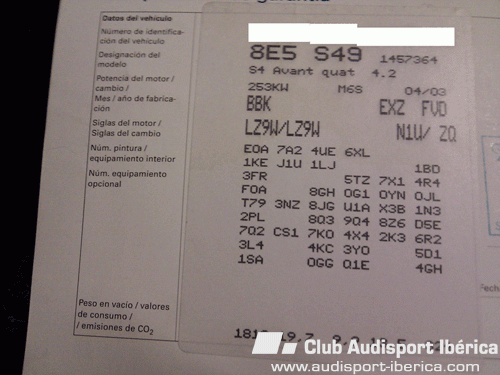 garantía
Datos del vehículo
Número de identifica-
ción del vehículo
Designación del
modelo
8E5 S49 1457364
S4 Avant quat 4.2
Potencia del motor /
cambio /
Mes / año de fabrica-
ción
253KW M6S 04/03
BBK EXZ FVD
Siglas del motor /
Siglas del cambio
LZ9W/LZ9W N1W/ ZQ
Núm. pintura /
equipamiento interior
Núm. equipamiento
opcional
E0A 7A2 4UE 6XL
1KE J1U 1LJ 1BD
3FR 5TZ 7X1 4R4
F0A 8GH 0G1 0YN 0JL
T79 3NZ 8JG U1A X3B 1N3
2PL 8Q3 9Q4 8Z6 D5E
7Q2 CS1 7K0 4X4 2K3 6R2
3L4 4KC 3Y0 5D1
1SA 0GG Q1E 4GH
Peso en vacío / valores
de consumo /
/ emisiones de CO2
Fech
Club Audisport Ibérica
www.audisport-iberica.com